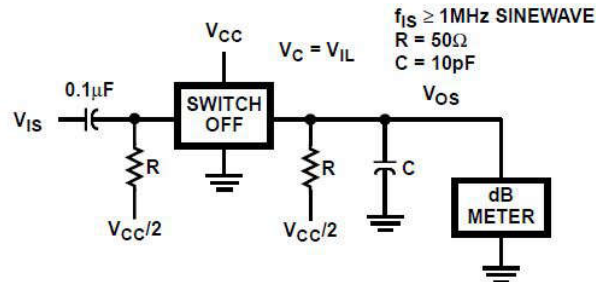 f_IS ≥ 1MHz SINEWAVE
R = 50Ω
C = 10pF
V_CC
V_C = V_IL
0.1μF
V_OS
V_IS
SWITCH
OFF
R
R
C
dB
METER
V_CC/2
V_CC/2